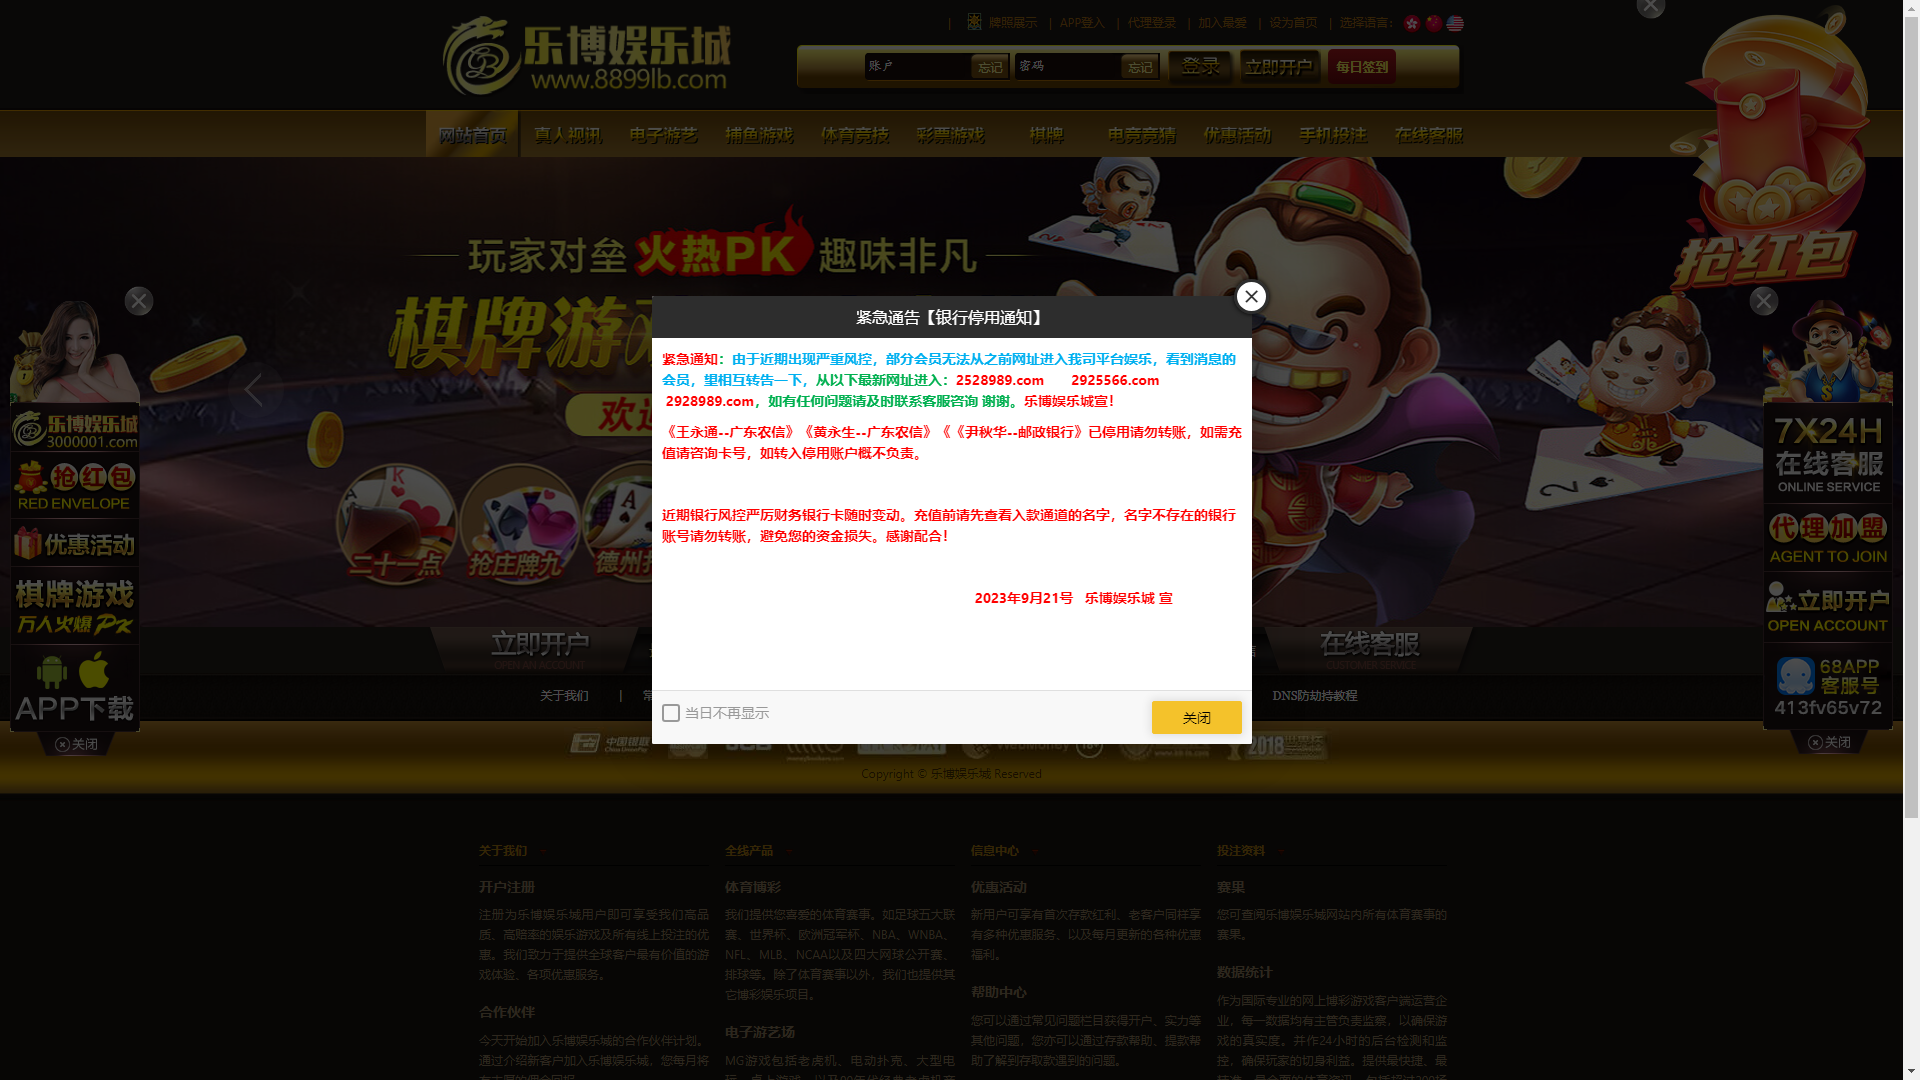 | 牌照展示 | APP登入 | 代理登录 | 加入最爱 | 设为首页 | 选择语言：
乐博娱乐城
www.8899lb.com
账户 忘记 密码 忘记 登录 立即开户 每日签到
网站首页 真人视讯 电子游艺 捕鱼游戏 体育竞技 彩票游戏 棋牌 电竞竞猜 优惠活动 手机投注 在线客服
抢红包
玩家对垒 火热PK 趣味非凡
棋牌游
欢迎
二十一点 抢庄牌九 德州
紧急通告【银行停用通知】
紧急通知：由于近期出现严重风控，部分会员无法从之前网址进入我司平台娱乐，看到消息的
会员，望相互转告一下，从以下最新网址进入：2528989.com 2925566.com
2928989.com，如有任何问题请及时联系客服咨询 谢谢。乐博娱乐城宣！
《王永通--广东农信》《黄永生--广东农信》《《尹秋华--邮政银行》已停用请勿转账，如需充
值请咨询卡号，如转入停用账户概不负责。
近期银行风控严厉财务银行卡随时变动。充值前请先查看入款通道的名字，名字不存在的银行
账号请勿转账，避免您的资金损失。感谢配合！
2023年9月21号 乐博娱乐城 宣
当日不再显示
关闭
乐博娱乐城
3000001.com
抢红包
RED ENVELOPE
优惠活动
棋牌游戏
万人火爆PK
APP下载
关闭
7X24H
在线客服
ONLINE SERVICE
代理加盟
AGENT TO JOIN
立即开户
OPEN ACCOUNT
68APP
客服号
413fv65v72
关闭
立即开户
OPEN AN ACCOUNT
在线客服
CUSTOMER SERVICE
关于我们 | 常
DNS防劫持教程
中国银联
2018
Copyright © 乐博娱乐城 Reserved
关于我们
开户注册
注册为乐博娱乐城用户即可享受我们高品
质、高赔率的娱乐游戏及所有线上投注的优
惠。我们致力于提供全球客户最有价值的游
戏体验、各项优惠服务。
合作伙伴
今天开始加入乐博娱乐城的合作伙伴计划。
通过介绍新客户加入乐博娱乐城，您每月将
全线产品
体育博彩
我们提供您喜爱的体育赛事。如足球五大联
赛、世界杯、欧洲冠军杯、NBA、WNBA、
NFL、MLB、NCAA以及四大网球公开赛、
排球等。除了体育赛事以外，我们也提供其
它博彩娱乐项目。
电子游艺场
MG游戏包括老虎机、电动扑克、大型电
信息中心
优惠活动
新用户可享有首次存款红利、老客户同样享
有多种优惠服务、以及每月更新的各种优惠
福利。
帮助中心
您可以通过常见问题栏目获得开户、实力等
其他问题，您亦可以通过存款帮助、提款帮
助了解到存取款遇到的问题。
投注资料
赛果
您可查阅乐博娱乐城网站内所有体育赛事的
赛果。
数据统计
作为国际专业的网上博彩游戏客户端运营企
业，每一数据均有主管负责监察，以确保游
戏的真实度。并作24小时的后台检测和监
控，确保玩家的切身利益。提供最快捷、最